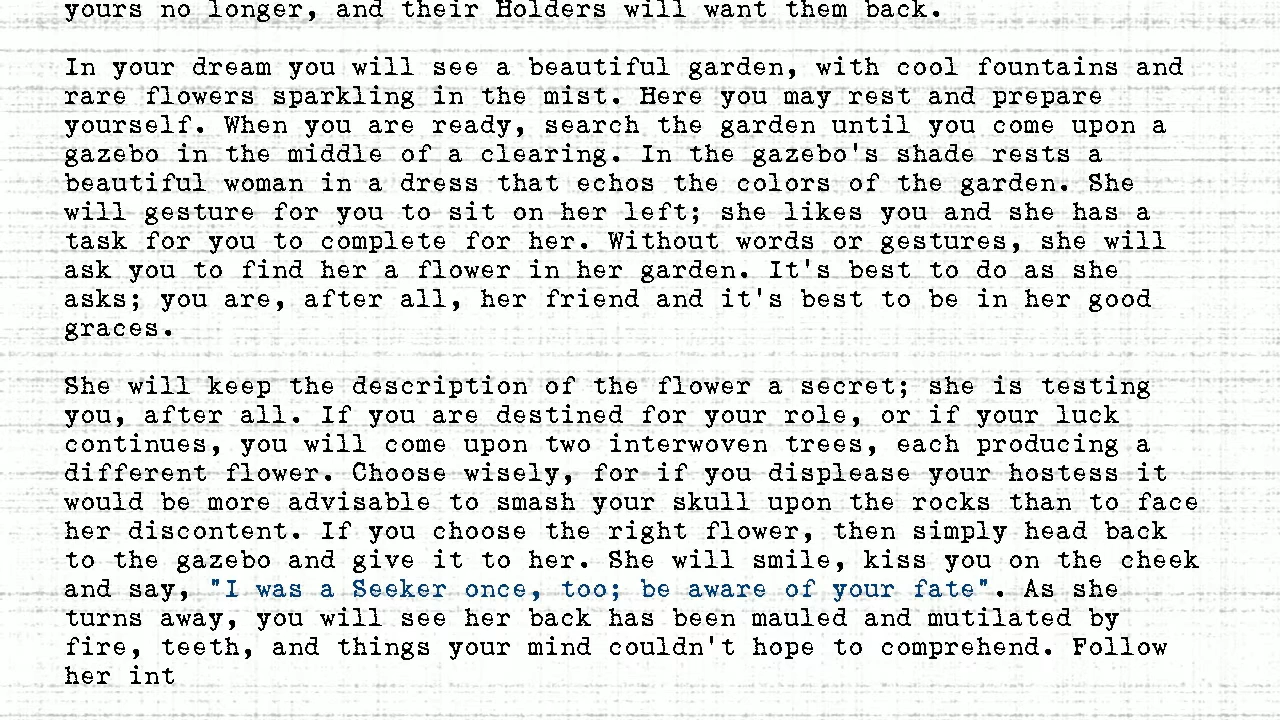 yours no longer, and their Holders will want them back.
In your dream you will see a beautiful garden, with cool fountains and
rare flowers sparkling in the mist. Here you may rest and prepare
yourself. When you are ready, search the garden until you come upon a
gazebo in the middle of a clearing. In the gazebo's shade rests a
beautiful woman in a dress that echos the colors of the garden. She
will gesture for you to sit on her left; she likes you and she has a
task for you to complete for her. Without words or gestures, she will
ask you to find her a flower in her garden. It's best to do as she
asks; you are, after all, her friend and it's best to be in her good
graces.
She will keep the description of the flower a secret; she is testing
you, after all. If you are destined for your role, or if your luck
continues, you will come upon two interwoven trees, each producing a
different flower. Choose wisely, for if you displease your hostess it
would be more advisable to smash your skull upon the rocks than to face
her discontent. If you choose the right flower, then simply head back
to the gazebo and give it to her. She will smile, kiss you on the cheek
and say, "I was a Seeker once, too; be aware of your fate". As she
turns away, you will see her back has been mauled and mutilated by
fire, teeth, and things your mind couldn't hope to comprehend. Follow
her int